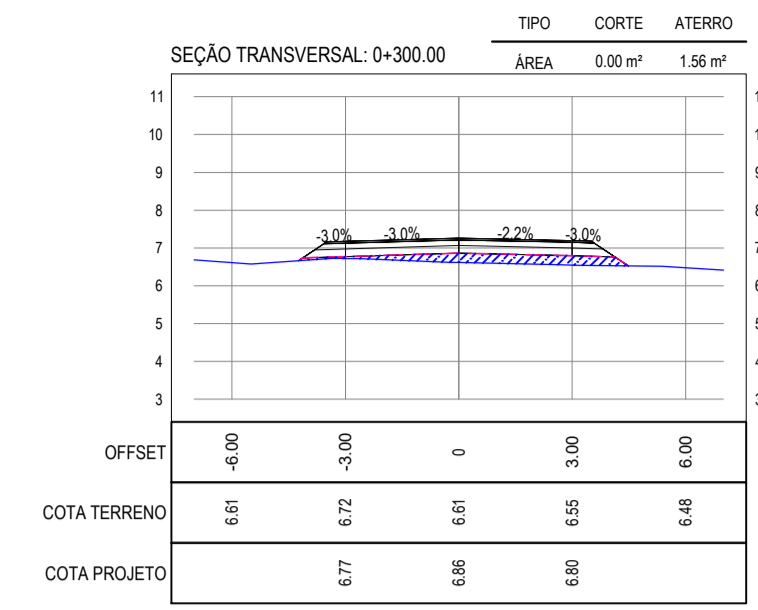 TIPO CORTE ATERRO
SEÇÃO TRANSVERSAL: 0+300.00
ÁREA 0.00 m² 1.56 m²
11
10
9
8
7
6
5
4
3
-3.0% -3.0% -2.2% -3.0%
OFFSET -6.00 -3.00 0 3.00 6.00
COTA TERRENO 6.61 6.72 6.61 6.55 6.48
COTA PROJETO 6.77 6.86 6.80